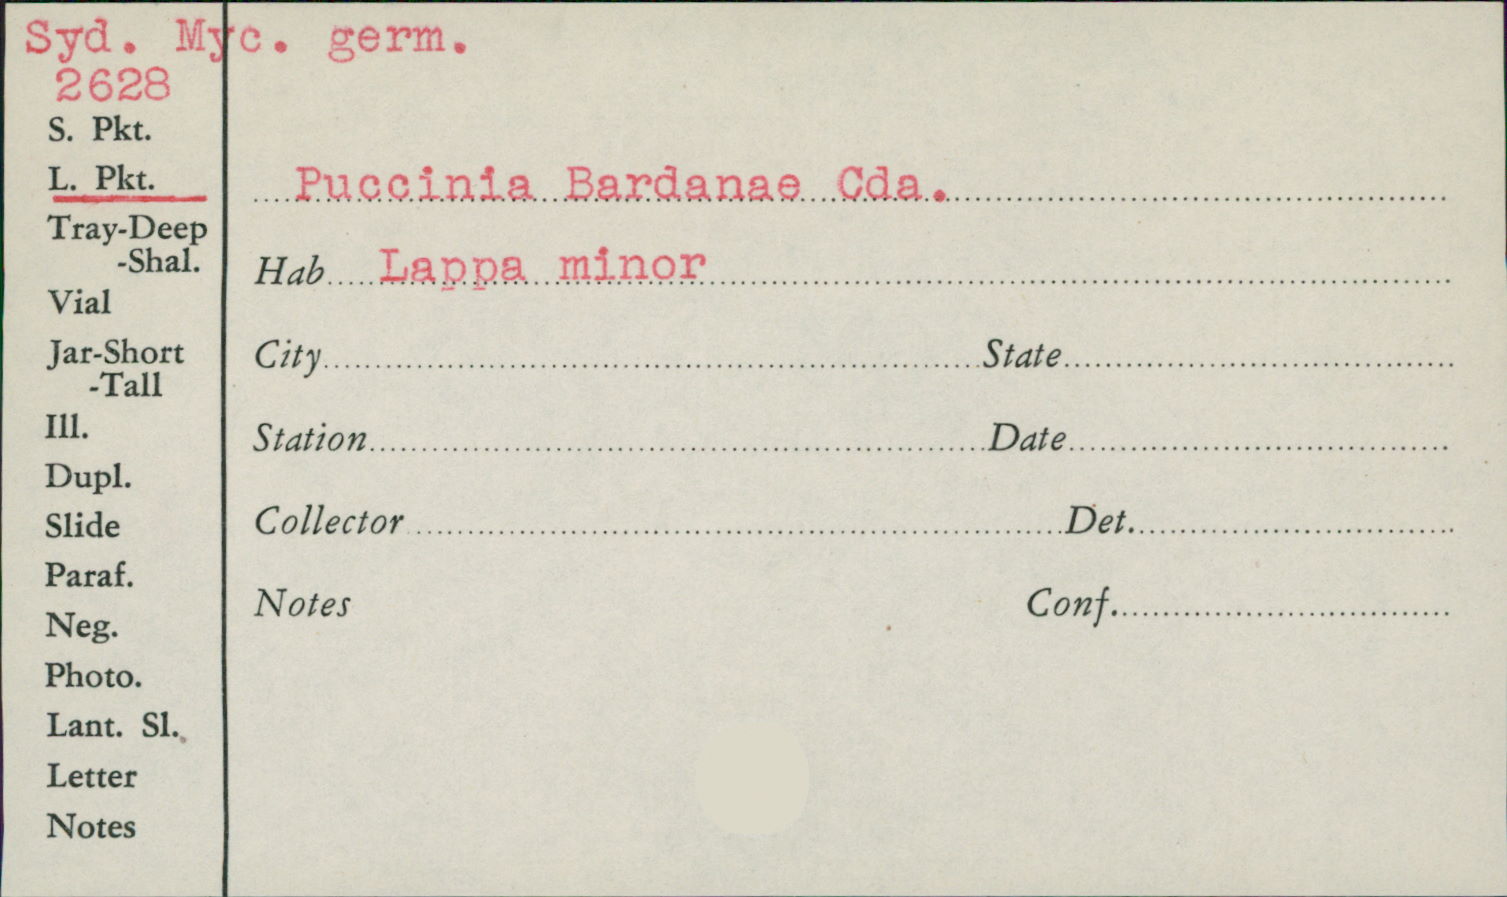 Syd. Myc. germ.
2628
S. Pkt.
L. Pkt.
Tray-Deep
-Shal.
Vial
Jar-Short
-Tall
Ill.
Dupl.
Slide
Paraf.
Neg.
Photo.
Lant. Sl.
Letter
Notes
Puccinia Bardanae Cda.
Hab Lappa minor
City State
Station Date
Collector Det.
Notes Conf.